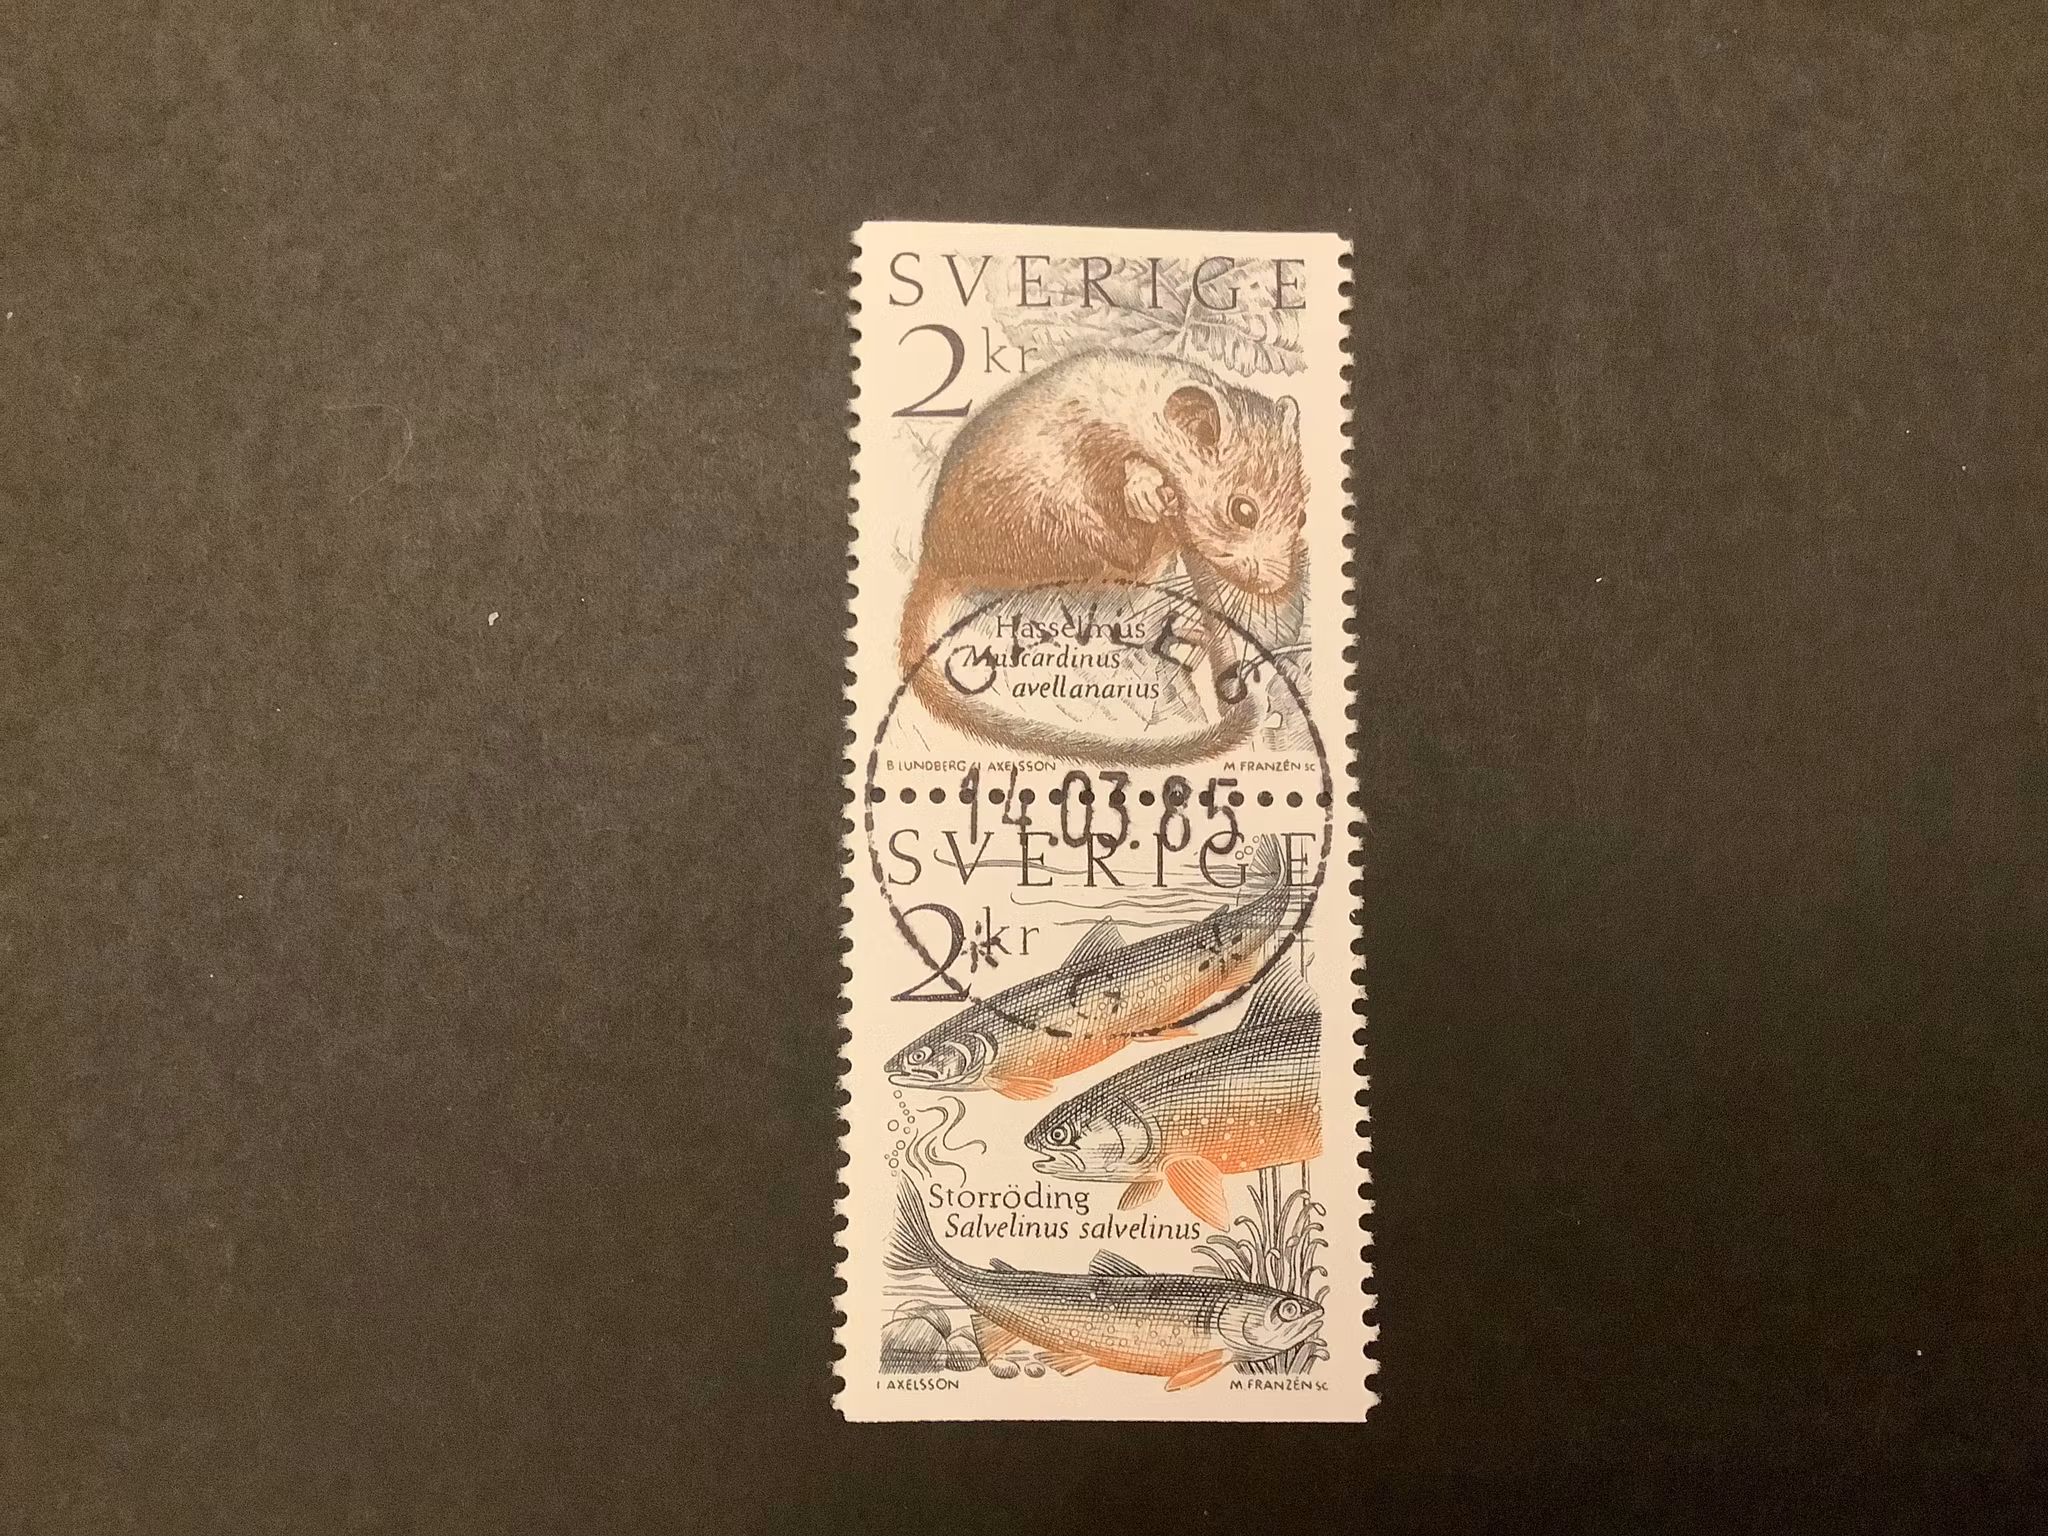 SVERIGE
2 kr
Hasselmus
Muscardinus
avellanarius
B LUNDBERG/I AXELSSON
M FRANZÉN SC
14.03.85
SVERIGE
2 kr
Storröding
Salvelinus salvelinus
I AXELSSON
M FRANZÉN SC